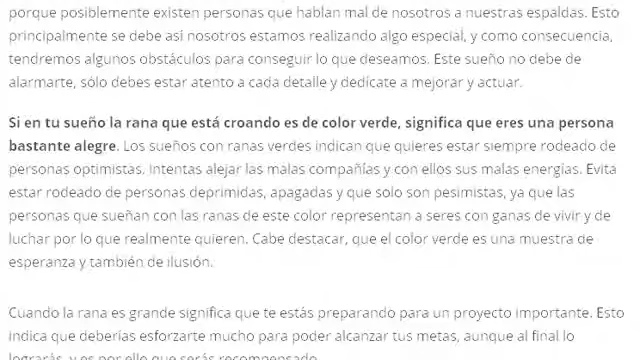 porque posiblemente existen personas que hablan mal de nosotros a nuestras espaldas. Esto
principalmente se debe así nosotros estamos realizando algo especial, y como consecuencia,
tendremos algunos obstáculos para conseguir lo que deseamos. Este sueño no debe de
alarmarte, sólo debes estar atento a cada detalle y dedícate a mejorar y actuar.
Si en tu sueño la rana que está croando es de color verde, significa que eres una persona
bastante alegre. Los sueños con ranas verdes indican que quieres estar siempre rodeado de
personas optimistas. Intentas alejar las malas compañías y con ellos sus malas energías. Evita
estar rodeado de personas deprimidas, apagadas y que solo son pesimistas, ya que las
personas que sueñan con las ranas de este color representan a seres con ganas de vivir y de
luchar por lo que realmente quieren. Cabe destacar, que el color verde es una muestra de
esperanza y también de ilusión.
Cuando la rana es grande significa que te estás preparando para un proyecto importante. Esto
indica que deberías esforzarte mucho para poder alcanzar tus metas, aunque al final lo
lograrás, y es por ello que serás recompensado.